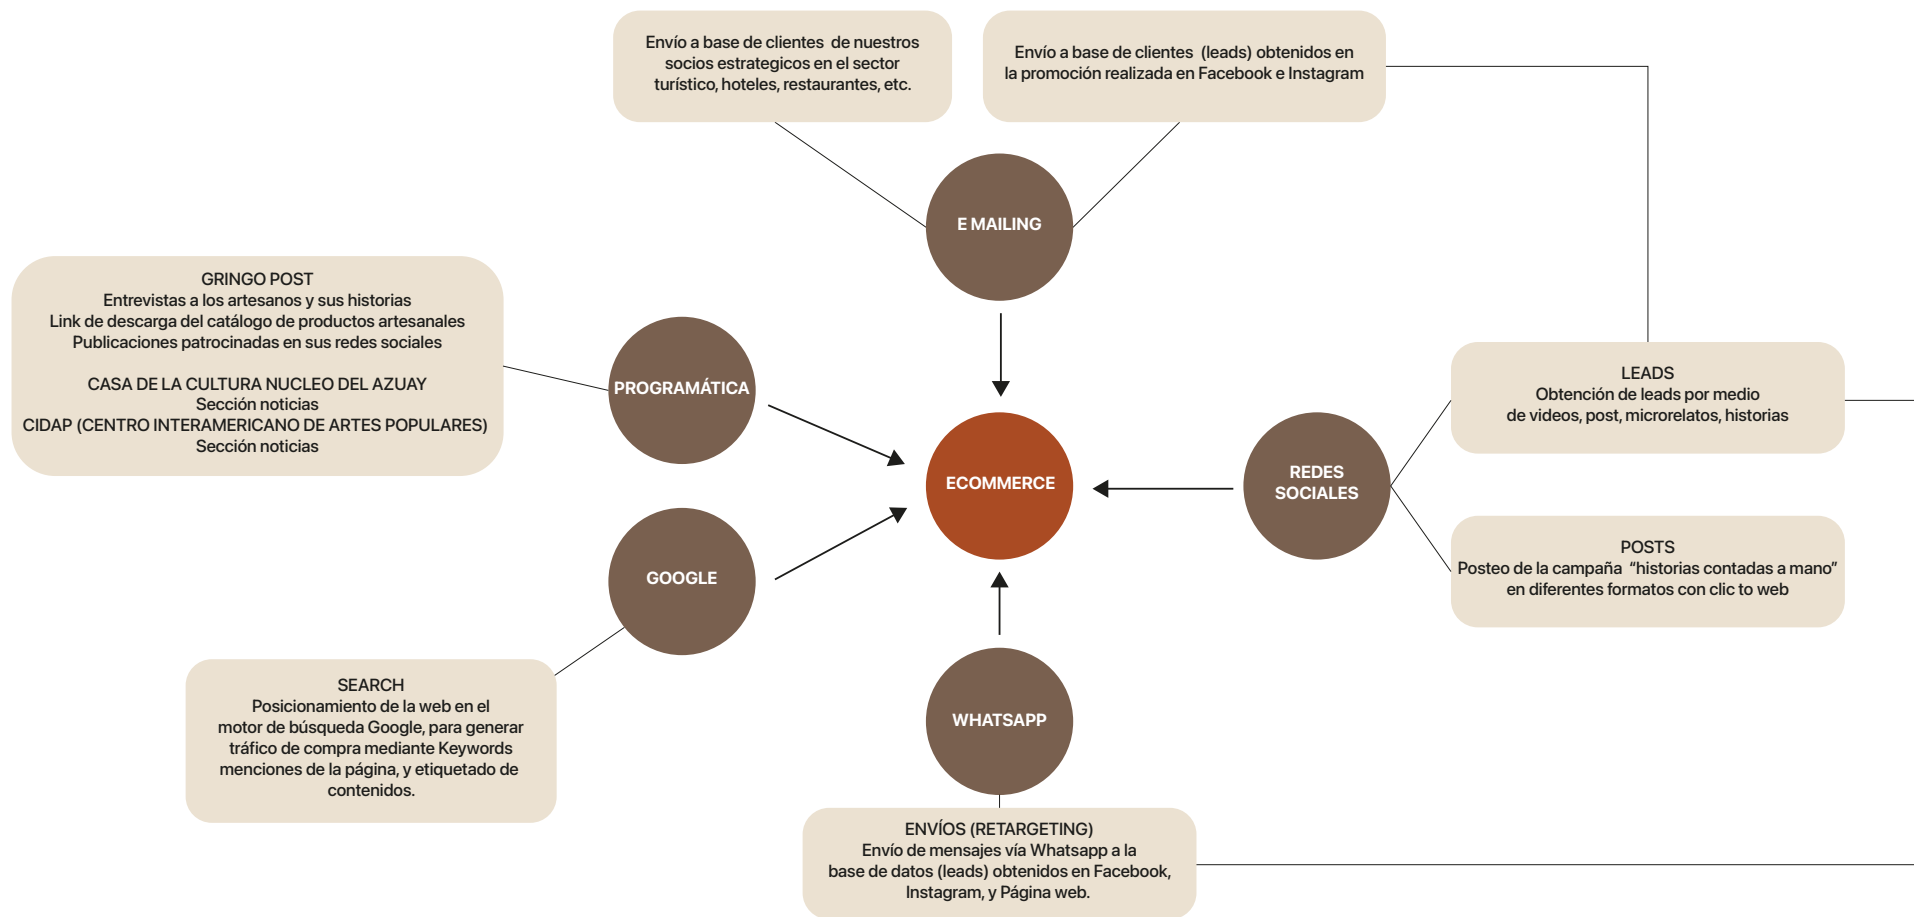 Envío a base de clientes  de nuestros
socios estrategicos en el sector
turístico, hoteles, restaurantes, etc.
Envío a base de clientes  (leads) obtenidos en
la promoción realizada en Facebook e Instagram
E MAILING
GRINGO POST
Entrevistas a los artesanos y sus historias
Link de descarga del catálogo de productos artesanales
Publicaciones patrocinadas en sus redes sociales
CASA DE LA CULTURA NUCLEO DEL AZUAY
Sección noticias
CIDAP (CENTRO INTERAMERICANO DE ARTES POPULARES)
Sección noticias
PROGRAMÁTICA
ECOMMERCE
REDES
SOCIALES
LEADS
Obtención de leads por medio
de videos, post, microrelatos, historias
POSTS
Posteo de la campaña  “historias contadas a mano”
en diferentes formatos con clic to web
GOOGLE
SEARCH
Posicionamiento de la web en el
motor de búsqueda Google, para generar
tráfico de compra mediante Keywords
menciones de la página, y etiquetado de
contenidos.
WHATSAPP
ENVÍOS (RETARGETING)
Envío de mensajes vía Whatsapp a la
base de datos (leads) obtenidos en Facebook,
Instagram, y Página web.